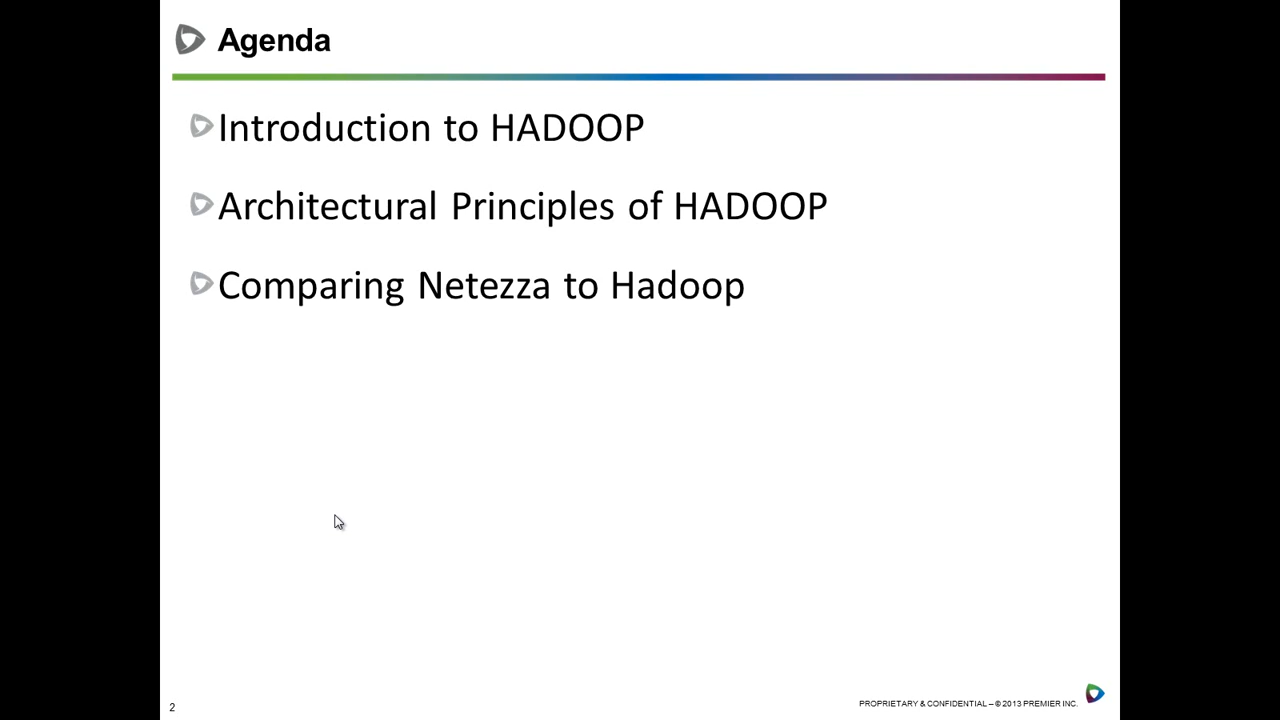 Agenda
Introduction to HADOOP
Architectural Principles of HADOOP
Comparing Netezza to Hadoop
2
PROPRIETARY & CONFIDENTIAL – © 2013 PREMIER INC.